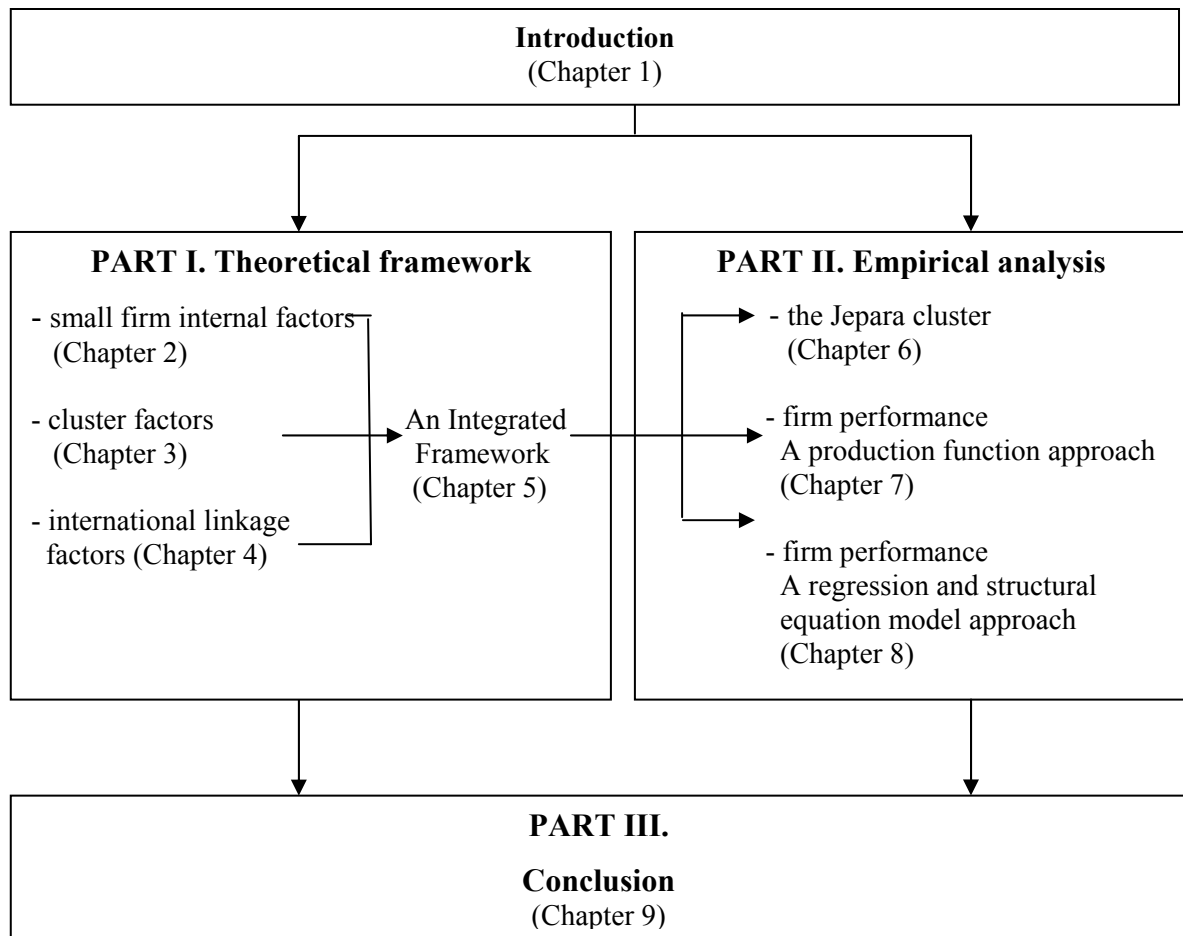 Introduction
(Chapter 1)
PART I. Theoretical framework
- small firm internal factors
(Chapter 2)
- cluster factors
(Chapter 3)
- international linkage
factors (Chapter 4)
An Integrated
Framework
(Chapter 5)
PART II. Empirical analysis
- the Jepara cluster
(Chapter 6)
- firm performance
A production function approach
(Chapter 7)
- firm performance
A regression and structural
equation model approach
(Chapter 8)
PART III.
Conclusion
(Chapter 9)